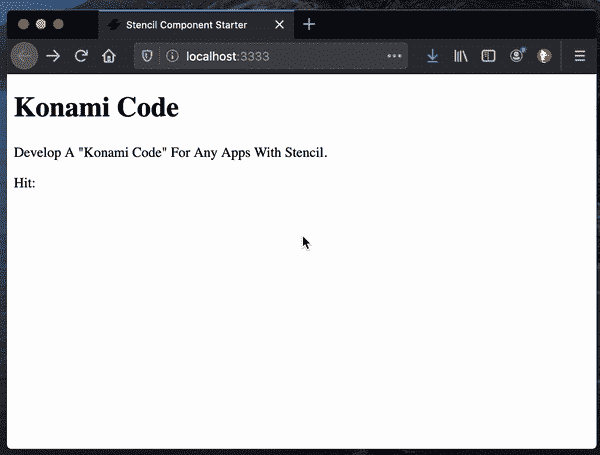 Stencil Component Starter
localhost:3333
Konami Code
Develop A "Konami Code" For Any Apps With Stencil.
Hit: